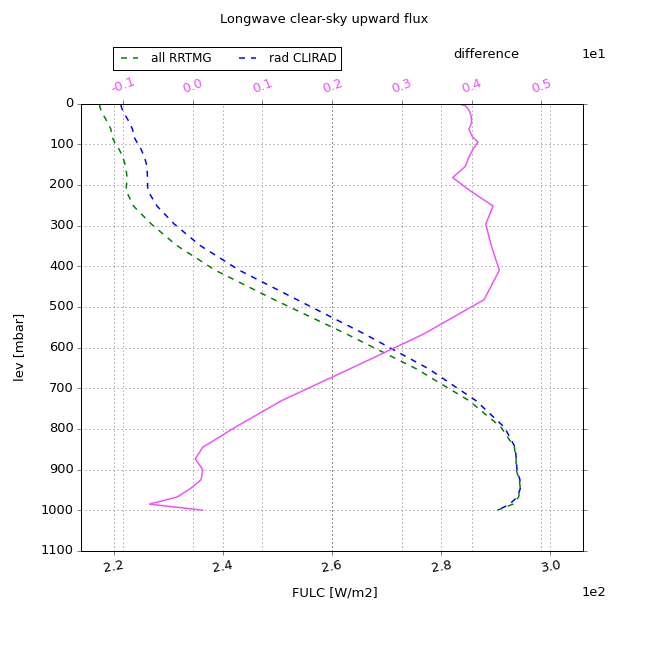 Longwave clear-sky upward flux
all RRTMG rad CLIRAD
difference 1e1
-0.1 0.0 0.1 0.2 0.3 0.4 0.5
0
100
200
300
400
500
600
700
800
900
1000
1100
lev [mbar]
2.2 2.4 2.6 2.8 3.0
FULC [W/m2] 1e2